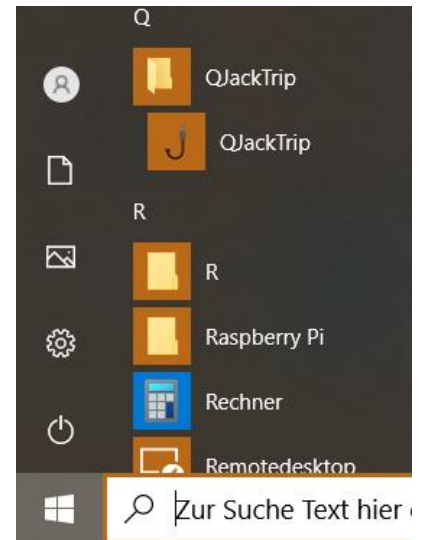 Q
QJackTrip
QJackTrip
R
R
Raspberry Pi
Rechner
Remotedesktop
Zur Suche Text hier